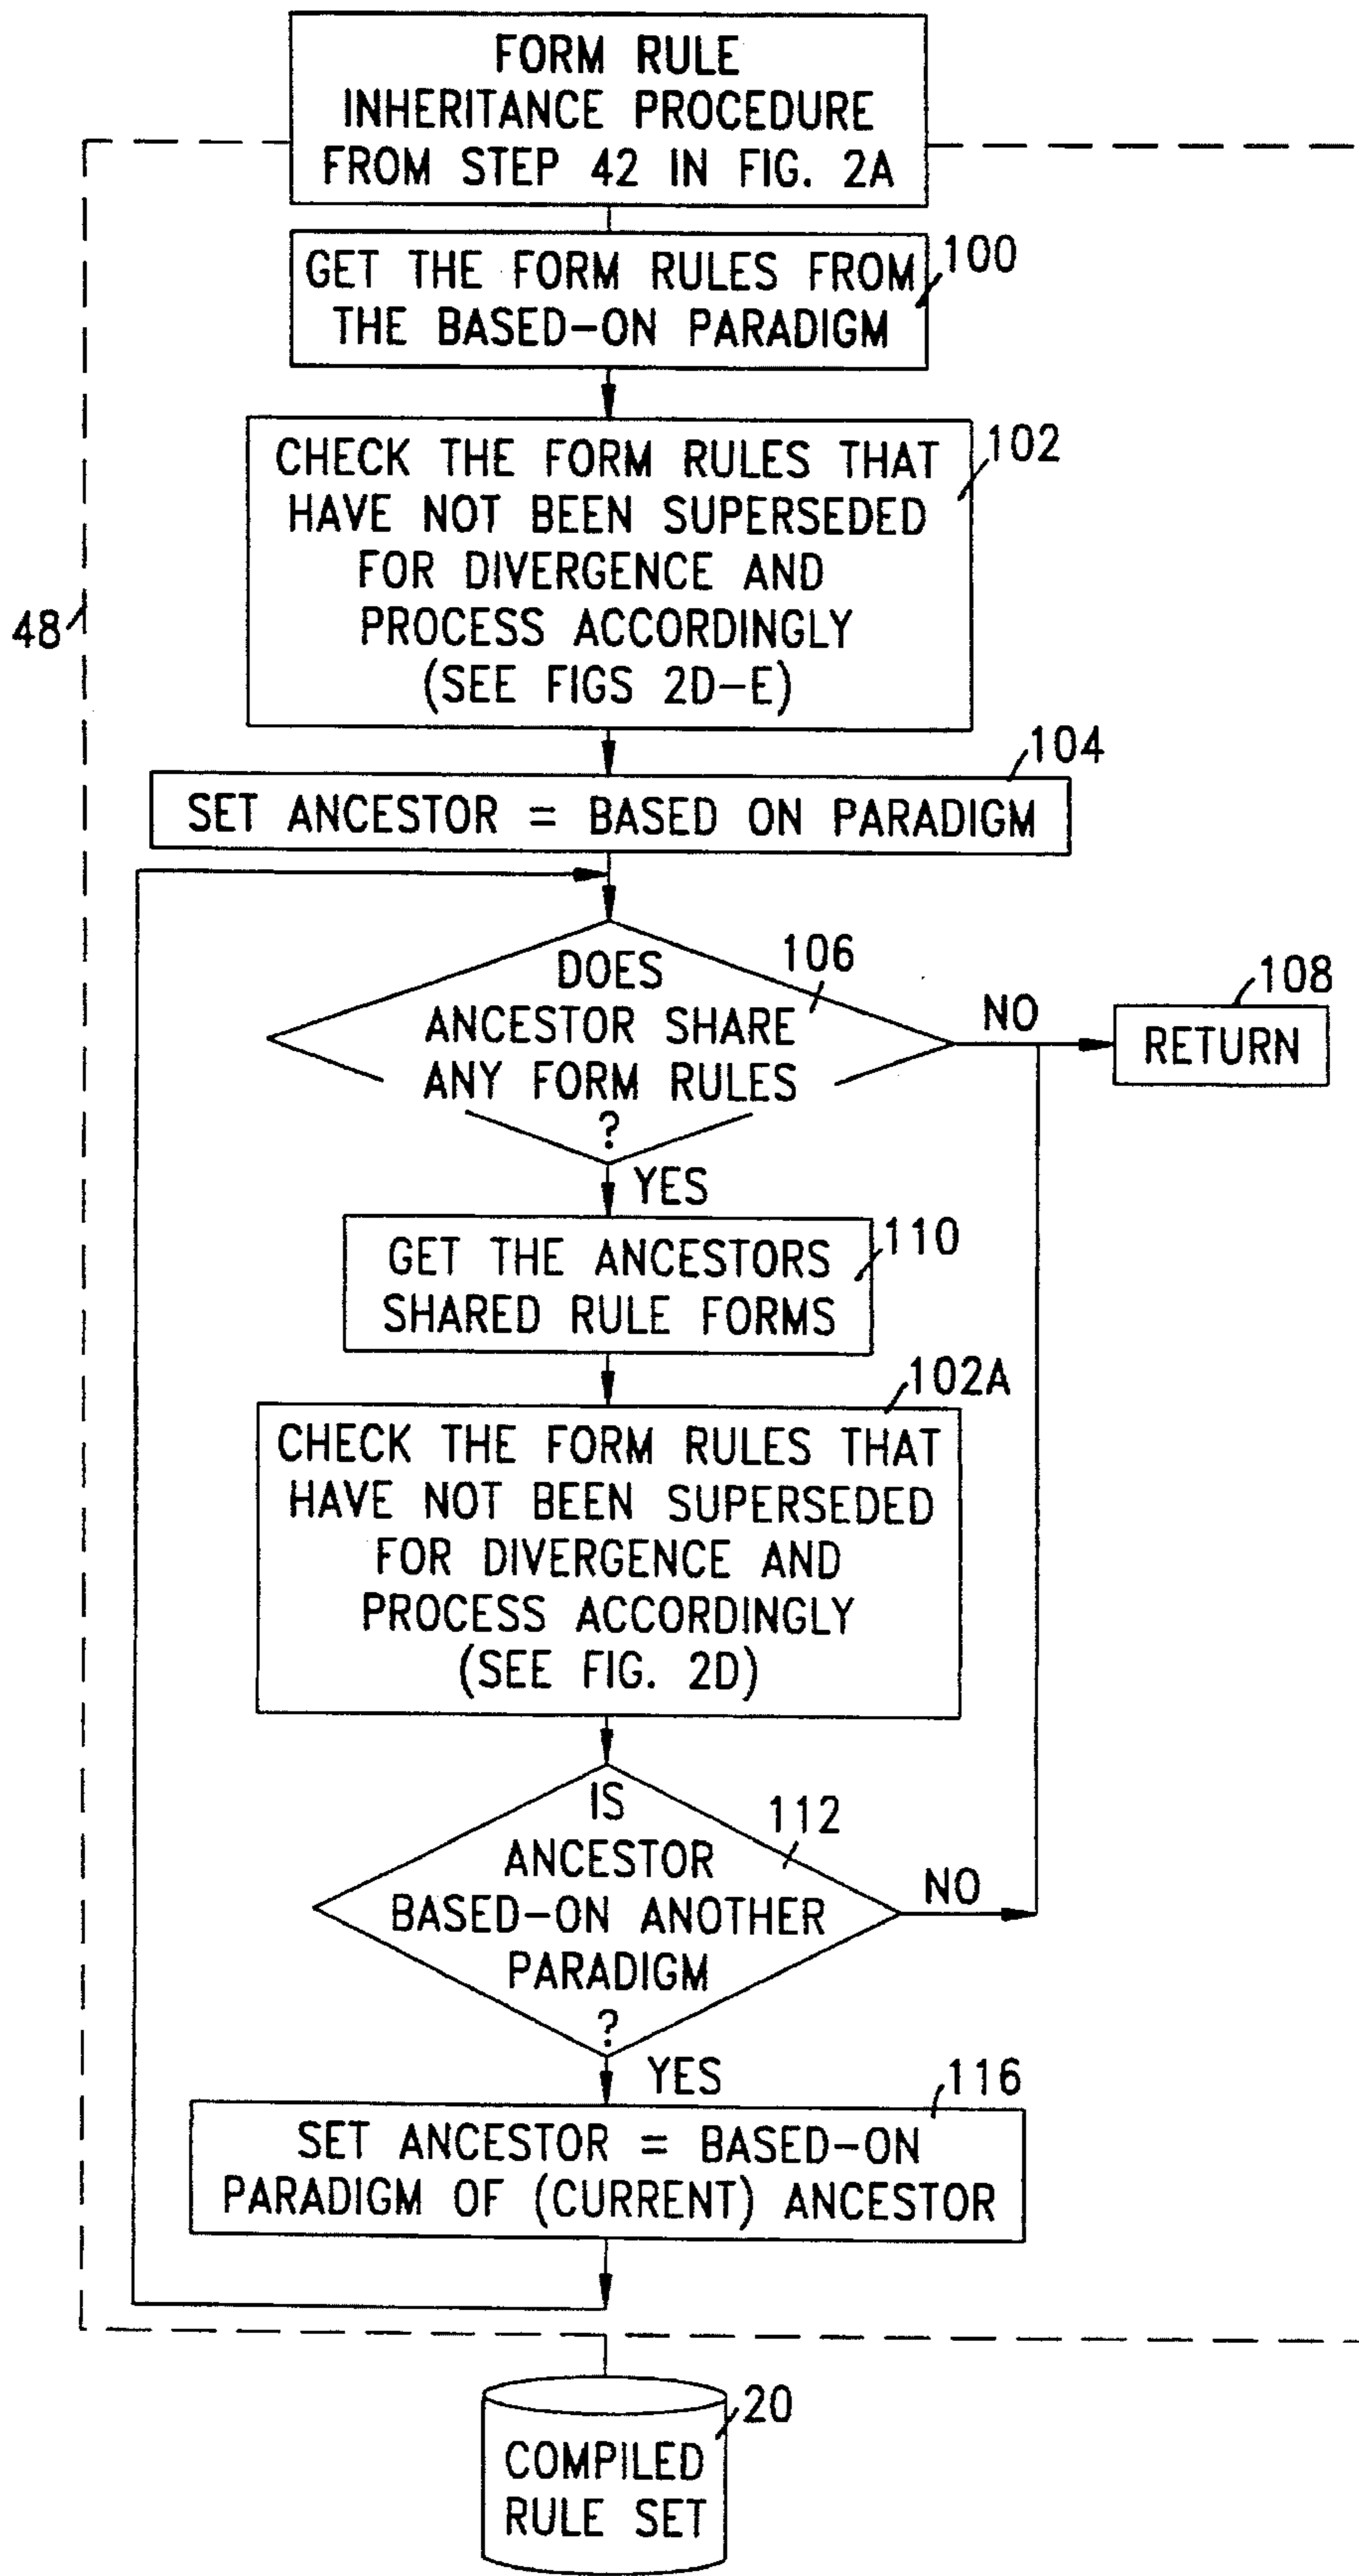 FORM RULE
INHERITANCE PROCEDURE
FROM STEP 42 IN FIG. 2A
GET THE FORM RULES FROM
THE BASED-ON PARADIGM
100
CHECK THE FORM RULES THAT
HAVE NOT BEEN SUPERSEDED
FOR DIVERGENCE AND
PROCESS ACCORDINGLY
(SEE FIGS 2D-E)
102
48
104
SET ANCESTOR = BASED ON PARADIGM
DOES
ANCESTOR SHARE
ANY FORM RULES
?
106
NO
108
RETURN
YES
GET THE ANCESTORS
SHARED RULE FORMS
110
102A
CHECK THE FORM RULES THAT
HAVE NOT BEEN SUPERSEDED
FOR DIVERGENCE AND
PROCESS ACCORDINGLY
(SEE FIG. 2D)
IS
ANCESTOR
BASED-ON ANOTHER
PARADIGM
?
112
NO
YES
116
SET ANCESTOR = BASED-ON
PARADIGM OF (CURRENT) ANCESTOR
20
COMPILED
RULE SET